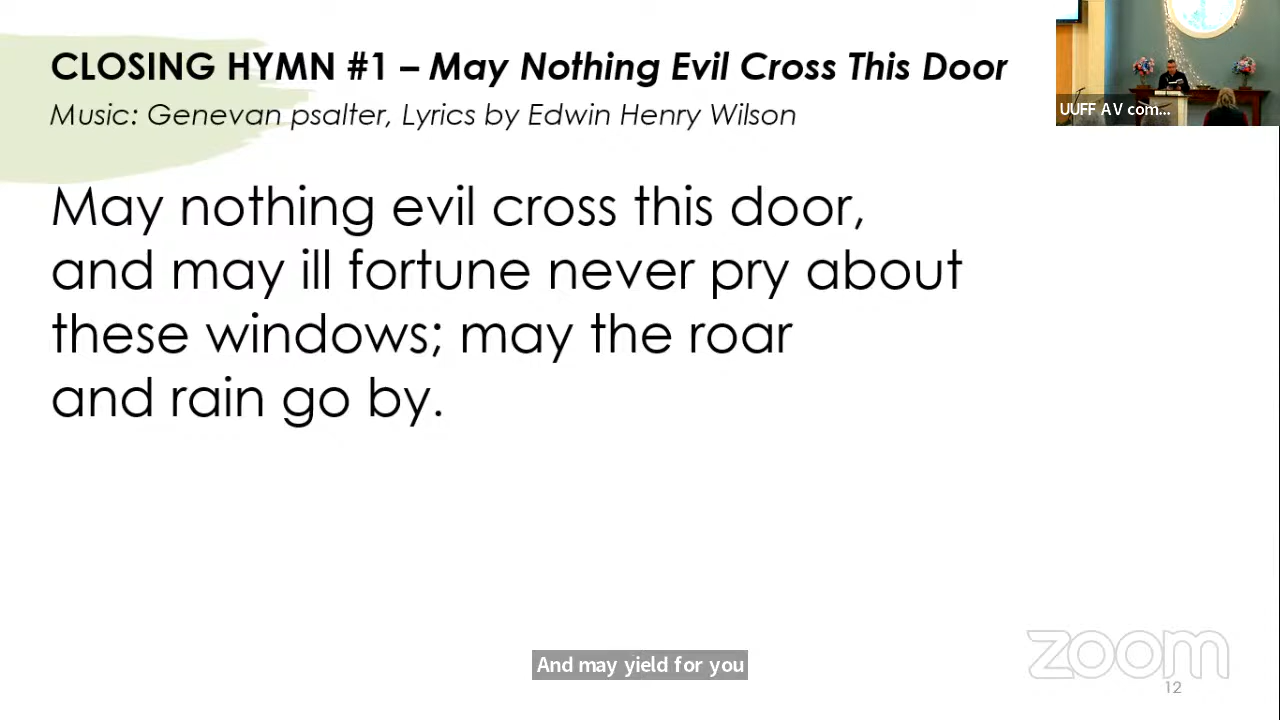 CLOSING HYMN #1 – May Nothing Evil Cross This Door
Music: Genevan psalter, Lyrics by Edwin Henry Wilson
UUFF AV com...
May nothing evil cross this door,
and may ill fortune never pry about
these windows; may the roar
and rain go by.
And may yield for you
zoom
12